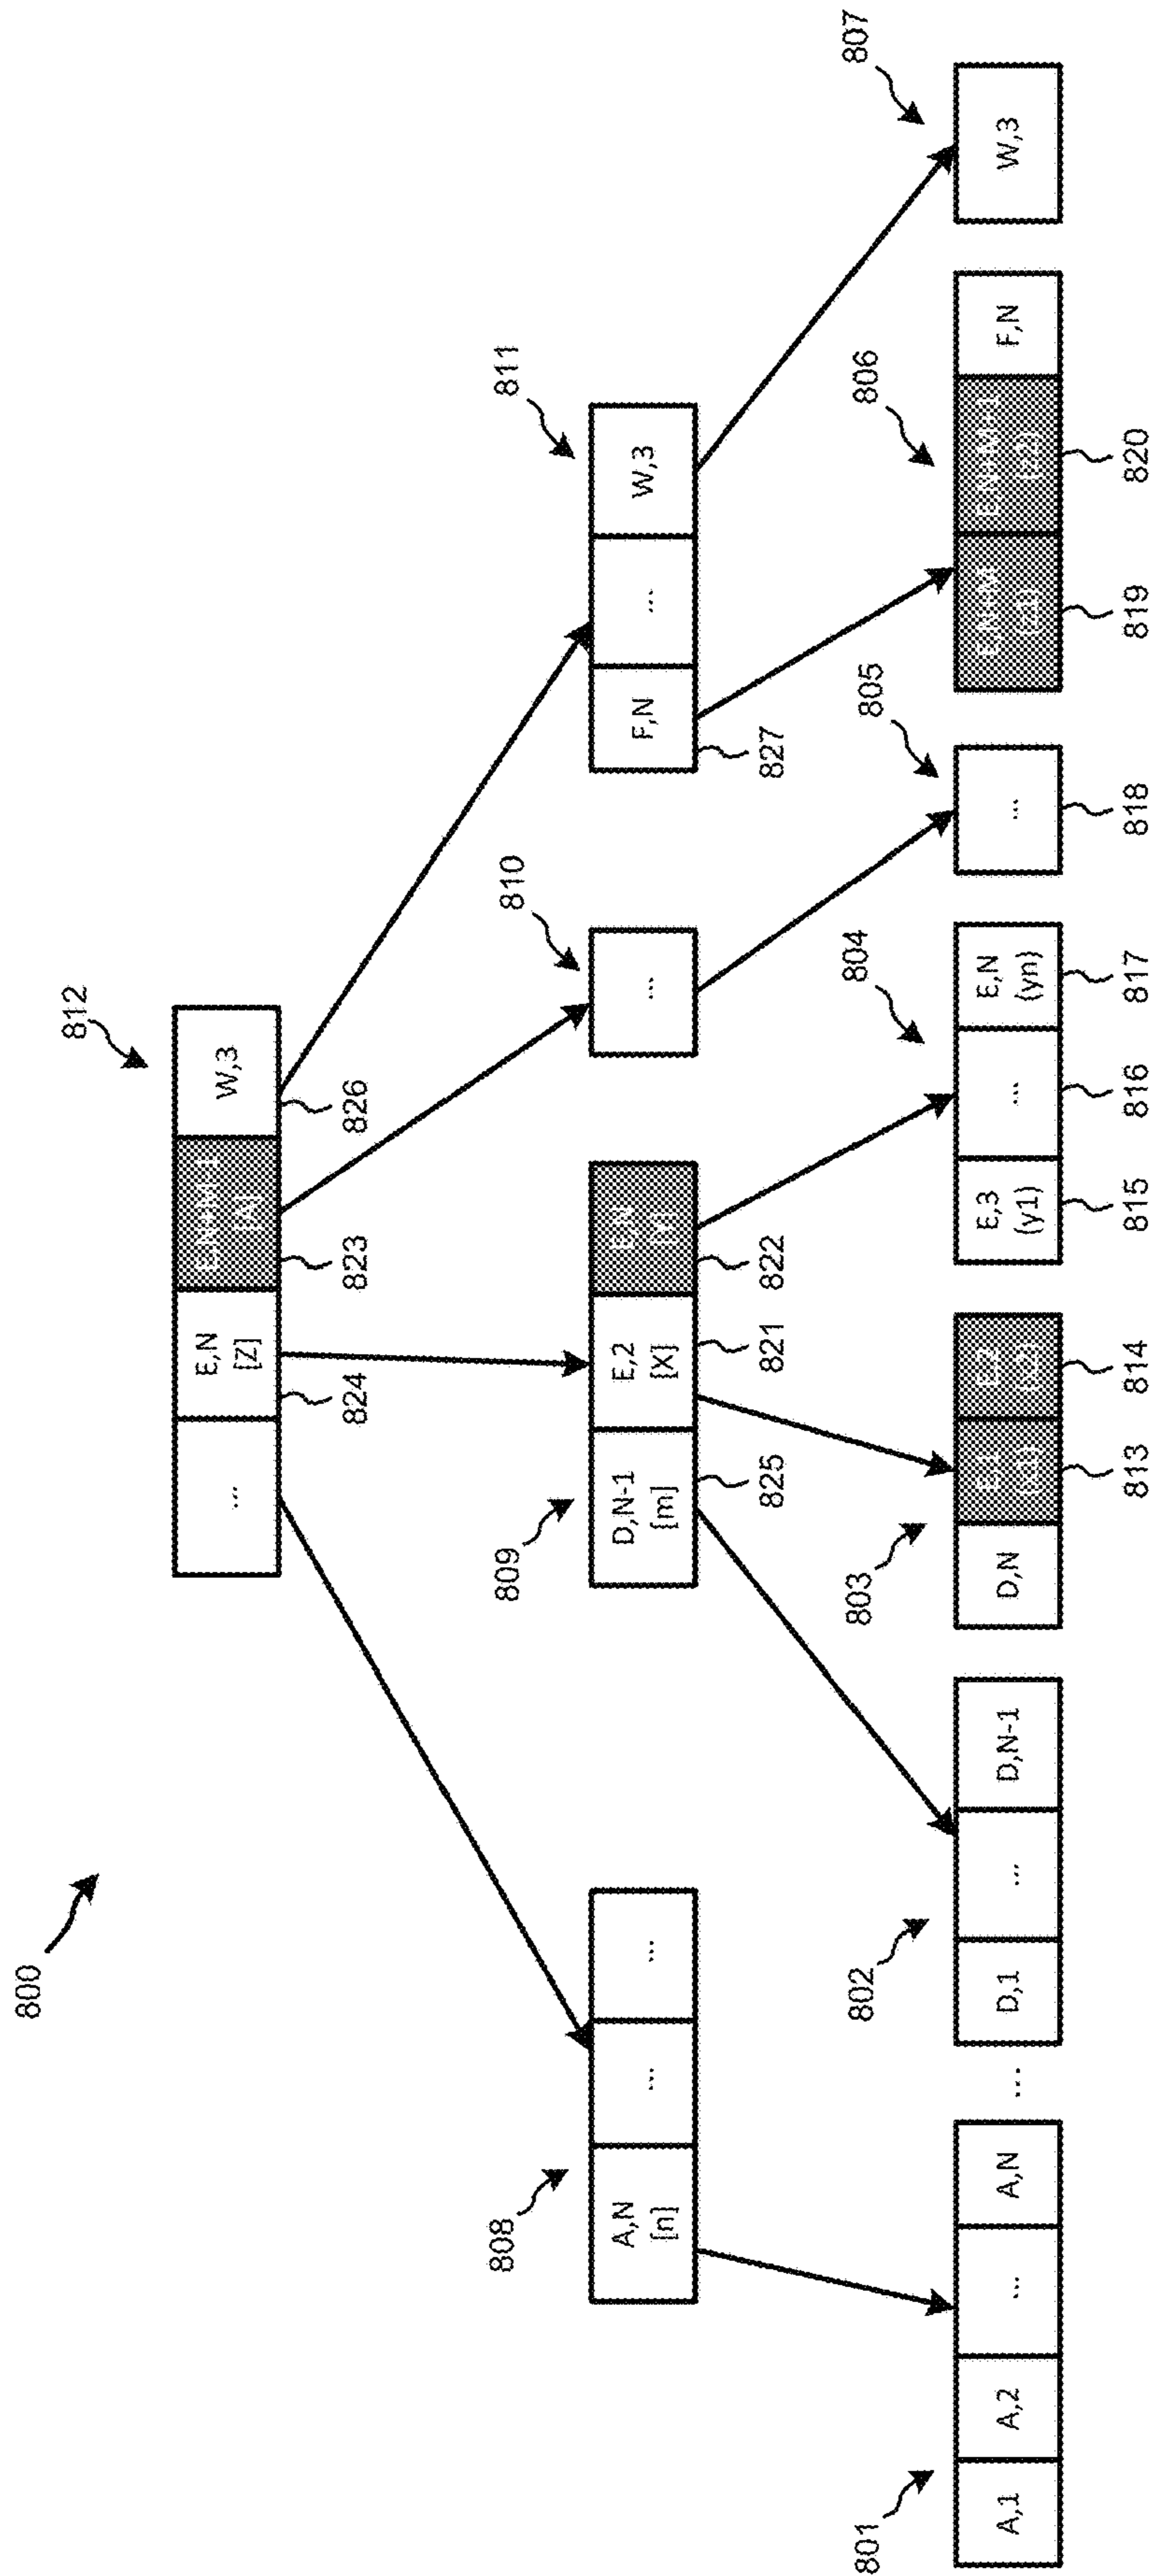 800
812
...
E,N
[Z]
W,3
824
823
826
808
809
810
811
A,N
[n]
...
...
D,N-1
[m]
E,2
[X]
...
F,N
...
W,3
825
821
822
827
801
802
803
804
805
806
807
A,1
A,2
...
A,N
...
D,1
...
D,N-1
D,N
E,3
{y1}
...
E,N
{yn}
...
F,N
W,3
813
814
815
816
817
818
819
820